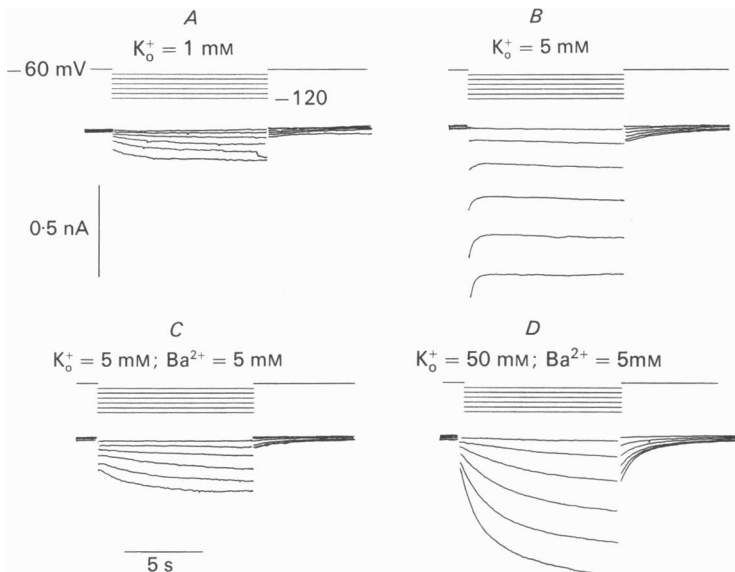 A
K⁺ₒ = 1 mM
B
K⁺ₒ = 5 mM
−60 mV
−120
0·5 nA
C
K⁺ₒ = 5 mM; Ba²⁺ = 5 mM
D
K⁺ₒ = 50 mM; Ba²⁺ = 5mM
5 s